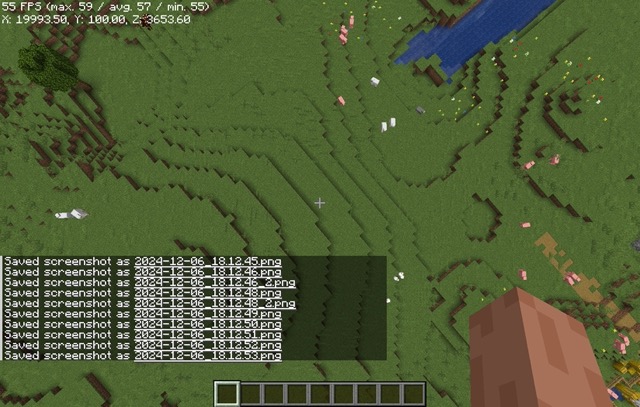 55 FPS (max. 59 / avg. 57 / min. 55)
X: 19993.50, Y: 100.00, Z: 3653.60
Saved screenshot as 2024-12-06_18.12.45.png
Saved screenshot as 2024-12-06_18.12.46.png
Saved screenshot as 2024-12-06_18.12.46_2.png
Saved screenshot as 2024-12-06_18.12.48.png
Saved screenshot as 2024-12-06_18.12.48_2.png
Saved screenshot as 2024-12-06_18.12.49.png
Saved screenshot as 2024-12-06_18.12.50.png
Saved screenshot as 2024-12-06_18.12.51.png
Saved screenshot as 2024-12-06_18.12.52.png
Saved screenshot as 2024-12-06_18.12.53.png